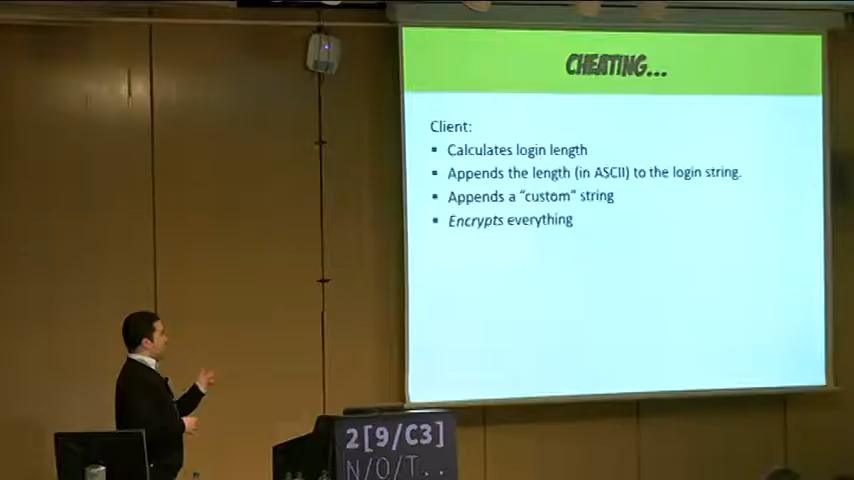 CHEATING...
Client:
▪ Calculates login length
▪ Appends the length (in ASCII) to the login string.
▪ Appends a "custom" string
▪ Encrypts everything
2[9/C3]
N/O/T..